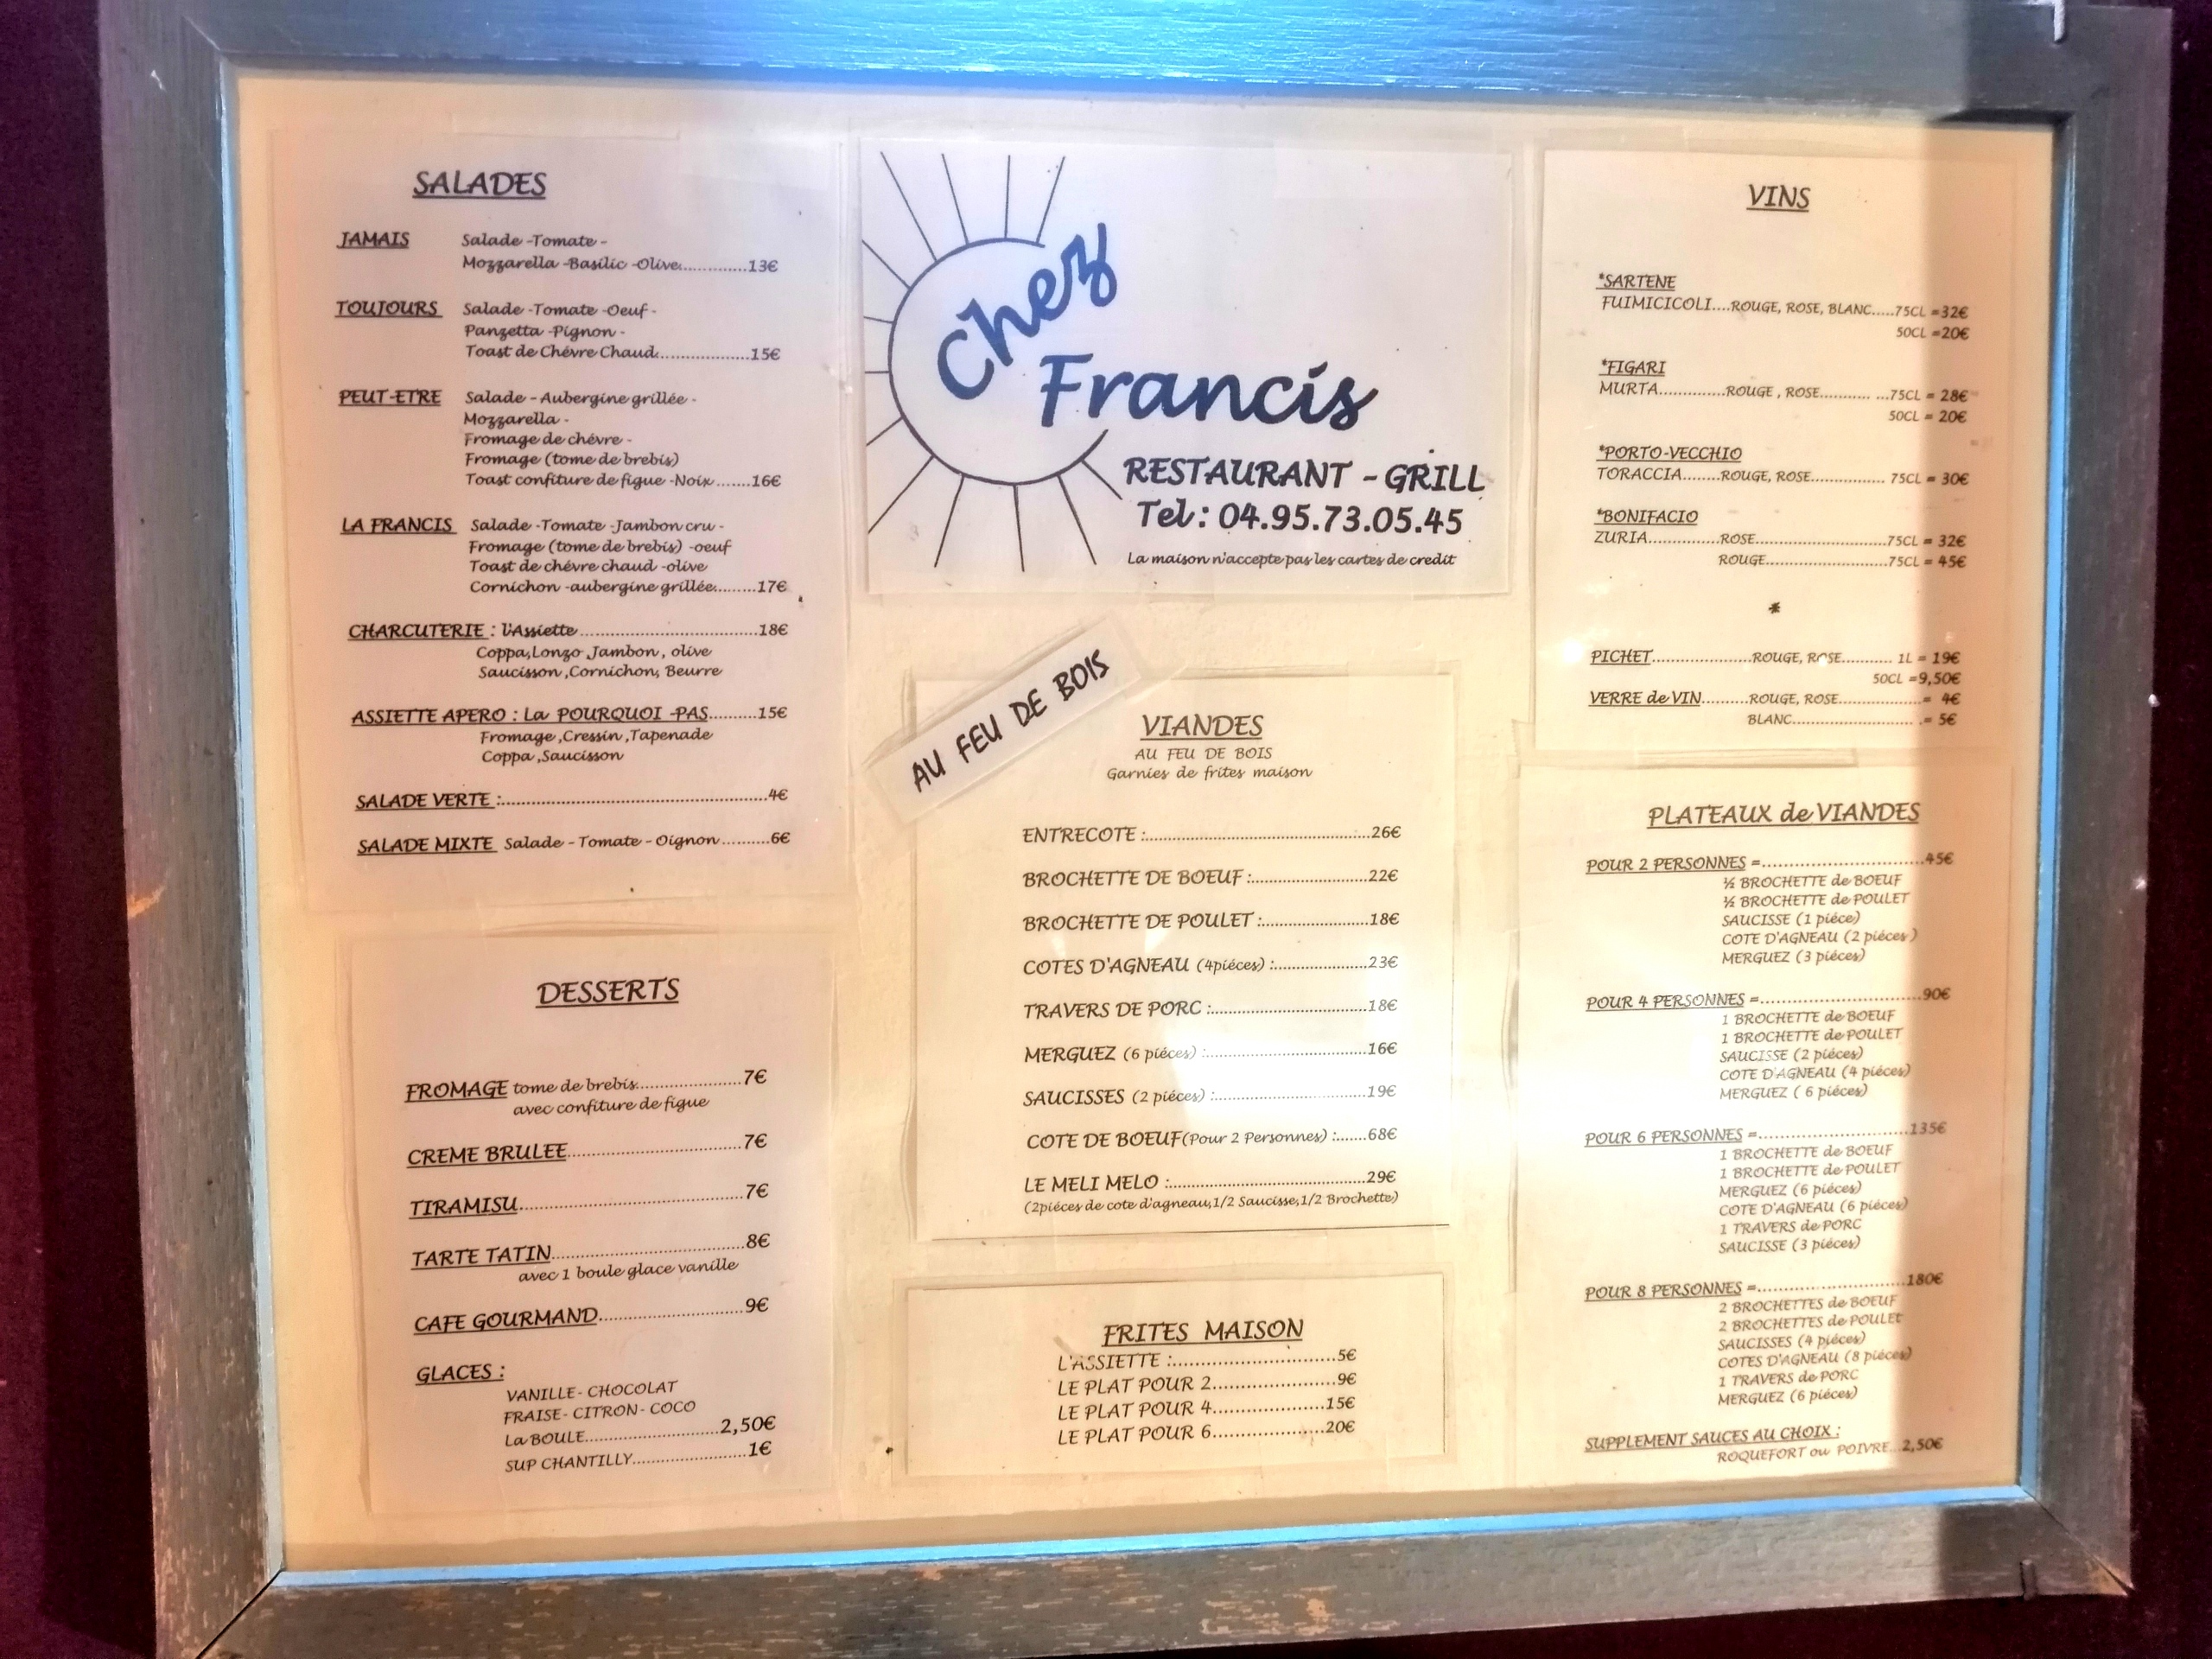 SALADES
JAMAIS Salade -Tomate -
Mozzarella -Basilic -Olive..............13€
TOUJOURS Salade -Tomate -Oeuf -
Panzetta -Pignon -
Toast de Chévre Chaud...................15€
PEUT-ETRE Salade - Aubergine grillée -
Mozzarella -
Fromage de chévre -
Fromage (tome de brebis)
Toast confiture de figue -Noix.......16€
LA FRANCIS Salade -Tomate -Jambon cru -
Fromage (tome de brebis) -oeuf
Toast de chévre chaud -olive
Cornichon -aubergine grillée.........17€
CHARCUTERIE : l'Assiette.....................................18€
Coppa,Lonzo Jambon, olive
Saucisson ,Cornichon, Beurre
ASSIETTE APERO : La POURQUOI -PAS..........15€
Fromage ,Cressin ,Tapenade
Coppa ,Saucisson
SALADE VERTE :.......................................................4€
SALADE MIXTE Salade - Tomate - Oignon..........6€
DESSERTS
FROMAGE tome de brebis......................7€
avec confiture de figue
CREME BRULEE....................................7€
TIRAMISU..............................................7€
TARTE TATIN.......................................8€
avec 1 boule glace vanille
CAFE GOURMAND..............................9€
GLACES :
VANILLE- CHOCOLAT
FRAISE- CITRON- COCO
La BOULE............................2,50€
SUP CHANTILLY.......................1€
Chez
Francis
RESTAURANT - GRILL
Tel : 04.95.73.05.45
La maison n'accepte pas les cartes de credit
AU FEU DE BOIS
VIANDES
AU FEU DE BOIS
Garnies de frites maison
ENTRECOTE :..............................................26€
BROCHETTE DE BOEUF :........................22€
BROCHETTE DE POULET :......................18€
COTES D'AGNEAU (4piéces) :...................23€
TRAVERS DE PORC :................................18€
MERGUEZ (6 piéces) :.................................16€
SAUCISSES (2 piéces) :...............................19€
COTE DE BOEUF(Pour 2 Personnes) :......68€
LE MELI MELO :.........................................29€
(2piéces de cote d'agneau,1/2 Saucisse,1/2 Brochette)
FRITES MAISON
L'ASSIETTE :..................................5€
LE PLAT POUR 2.........................9€
LE PLAT POUR 4.......................15€
LE PLAT POUR 6.......................20€
VINS
*SARTENE
FUIMICICOLI....ROUGE, ROSE, BLANC.....75CL =32€
50CL =20€
*FIGARI
MURTA..............ROUGE , ROSE........... ...75CL = 28€
50CL = 20€
*PORTO-VECCHIO
TORACCIA........ROUGE, ROSE................ 75CL = 30€
*BONIFACIO
ZURIA...............ROSE..................................75CL = 32€
ROUGE...........................75CL = 45€
*
PICHET.....................ROUGE, ROSE........... 1L = 19€
50CL =9,50€
VERRE de VIN..........ROUGE, ROSE..................= 4€
BLANC...........................= 5€
PLATEAUX de VIANDES
POUR 2 PERSONNES =..................................45€
½ BROCHETTE de BOEUF
½ BROCHETTE de POULET
SAUCISSE (1 piéce)
COTE D'AGNEAU (2 piéces )
MERGUEZ (3 piéces)
POUR 4 PERSONNES =..................................90€
1 BROCHETTE de BOEUF
1 BROCHETTE de POULET
SAUCISSE (2 piéces)
COTE D'AGNEAU (4 piéces)
MERGUEZ ( 6 piéces)
POUR 6 PERSONNES =................................135€
1 BROCHETTE de BOEUF
1 BROCHETTE de POULET
MERGUEZ (6 piéces)
COTE D'AGNEAU (6 piéces)
1 TRAVERS de PORC
SAUCISSE (3 piéces)
POUR 8 PERSONNES =................................180€
2 BROCHETTES de BOEUF
2 BROCHETTES de POULET
SAUCISSES (4 piéces)
COTES D'AGNEAU (8 piéces)
1 TRAVERS de PORC
MERGUEZ (6 piéces)
SUPPLEMENT SAUCES AU CHOIX :
ROQUEFORT ou POIVRE...2,50€